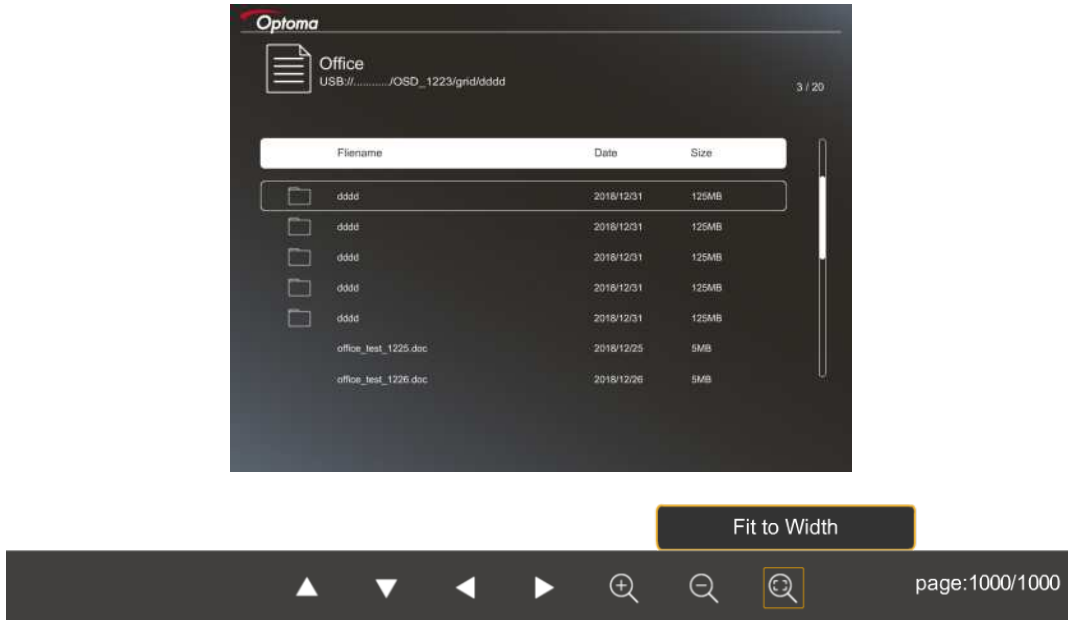 Optoma
Office
USB://.........../OSD_1223/grid/dddd
3 / 20
Fliename Date Size
dddd 2018/12/31 125MB
dddd 2018/12/31 125MB
dddd 2018/12/31 125MB
dddd 2018/12/31 125MB
dddd 2018/12/31 125MB
office_test_1225.doc 2018/12/25 5MB
office_test_1226.doc 2018/12/26 5MB
Fit to Width
page:1000/1000